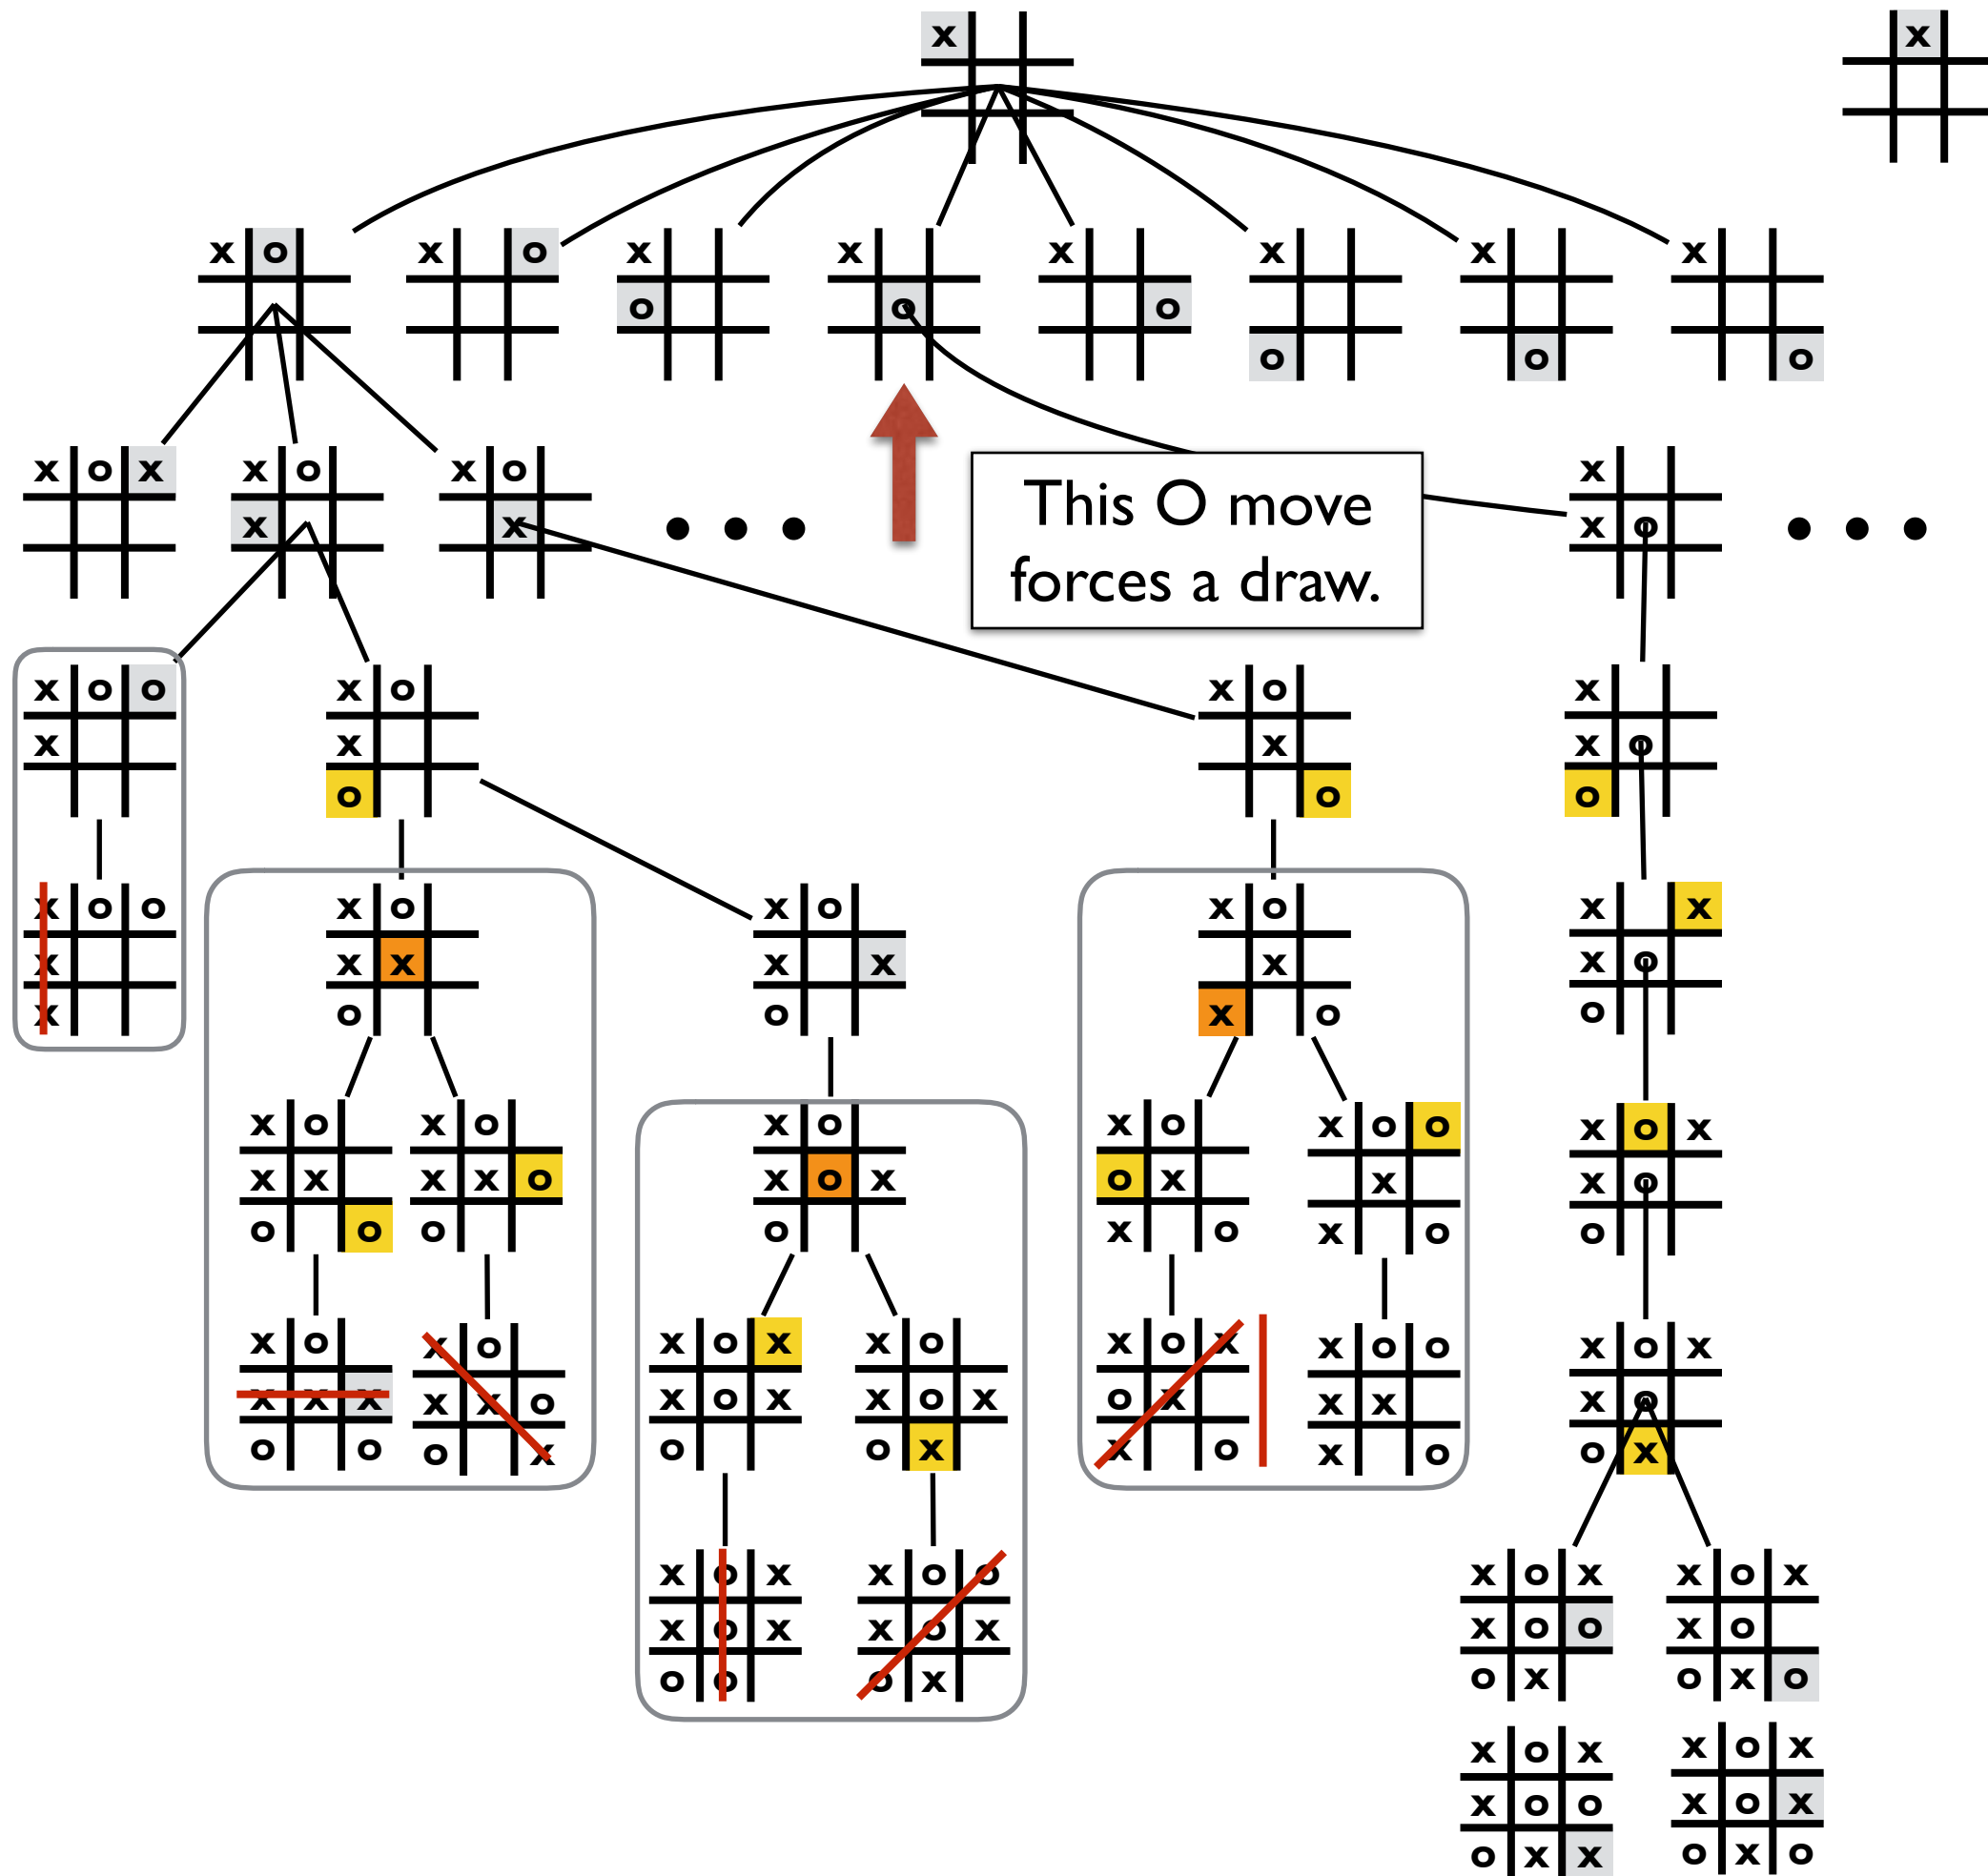 x x
x o x o x x x x x x
o o o
o o o
x o x x o x o x
x x • • • This O move x o • • •
forces a draw.
x o o x o x o x
x x x x o
o o o
x o o x o x o x o x x
x x x x x x x o
x o o x o o
x o x o x o x o x o o x o x
x x x x o x o x o x x x o
o o o o x o x o o
x o x o x o x x o x o x x o o x o x
x x x x x o x o x o x o x x x x o
o o o x o o x x o x o o x
x o x x o o x o x x o x
x o x x o x x o o x o
o o o x o x o x o
x o x x o x
x o o x o x
o x x o x o